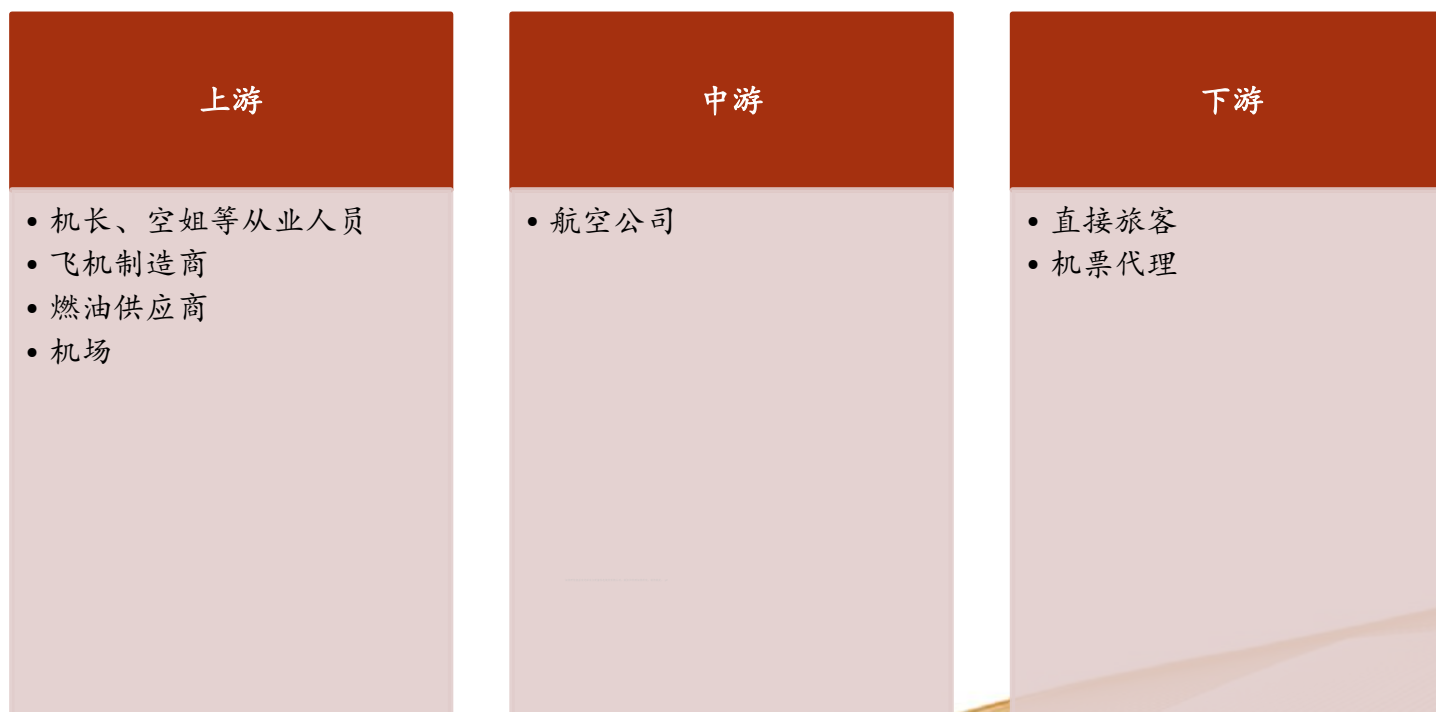 上游
• 机长、空姐等从业人员
• 飞机制造商
• 燃油供应商
• 机场
中游
• 航空公司
下游
• 直接旅客
• 机票代理